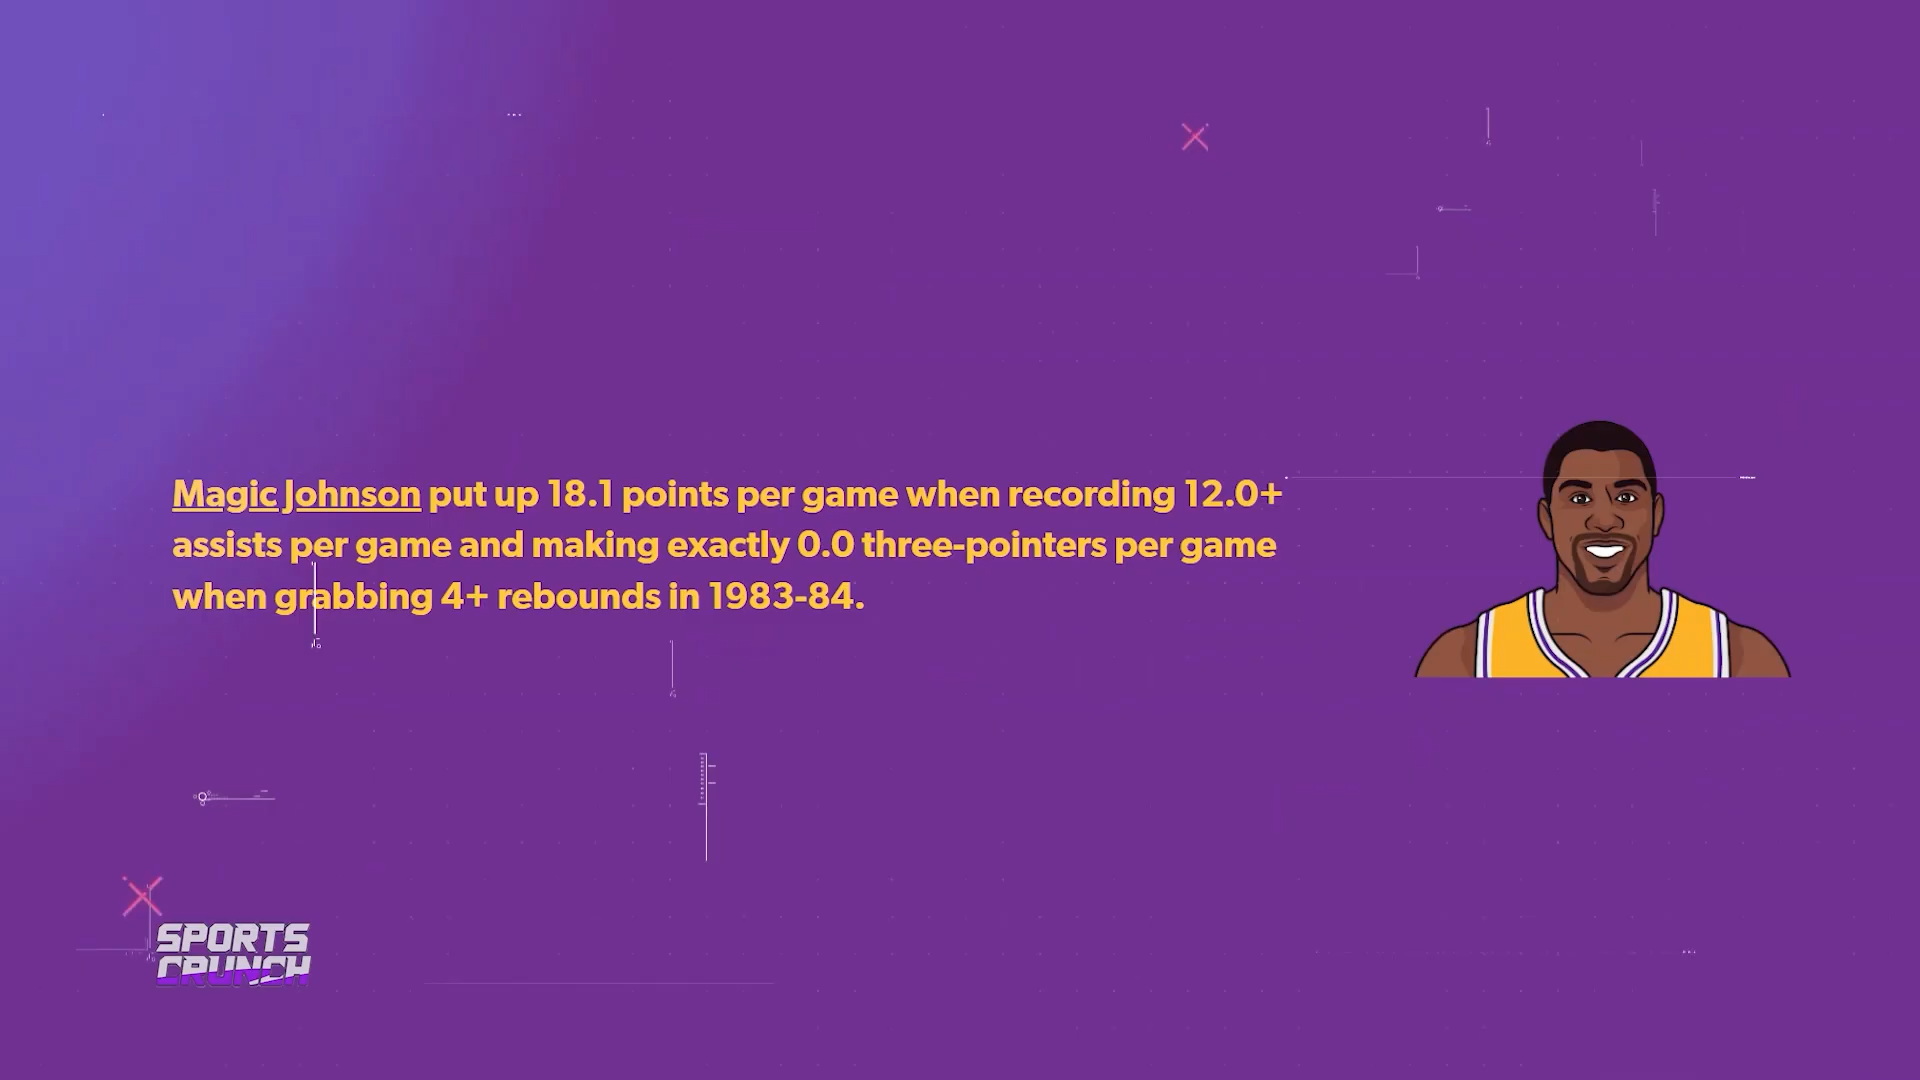 Magic Johnson put up 18.1 points per game when recording 12.0+
assists per game and making exactly 0.0 three-pointers per game
when grabbing 4+ rebounds in 1983-84.
SPORTS
CRUNCH